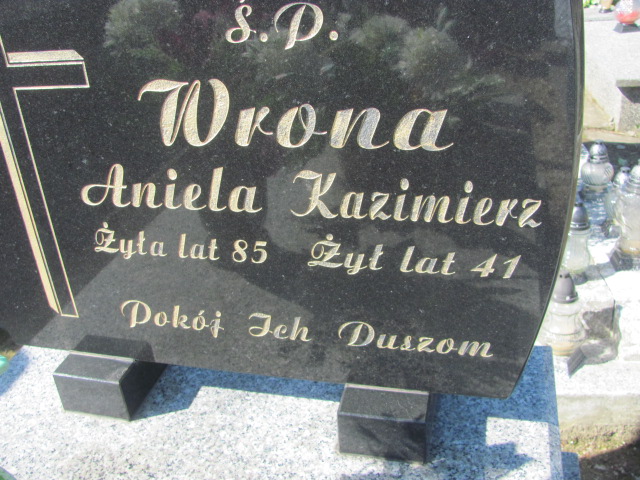 Ś.P.
Wrona
Aniela Kazimierz
Żyła lat 85 Żył lat 41
Pokój Ich Duszom